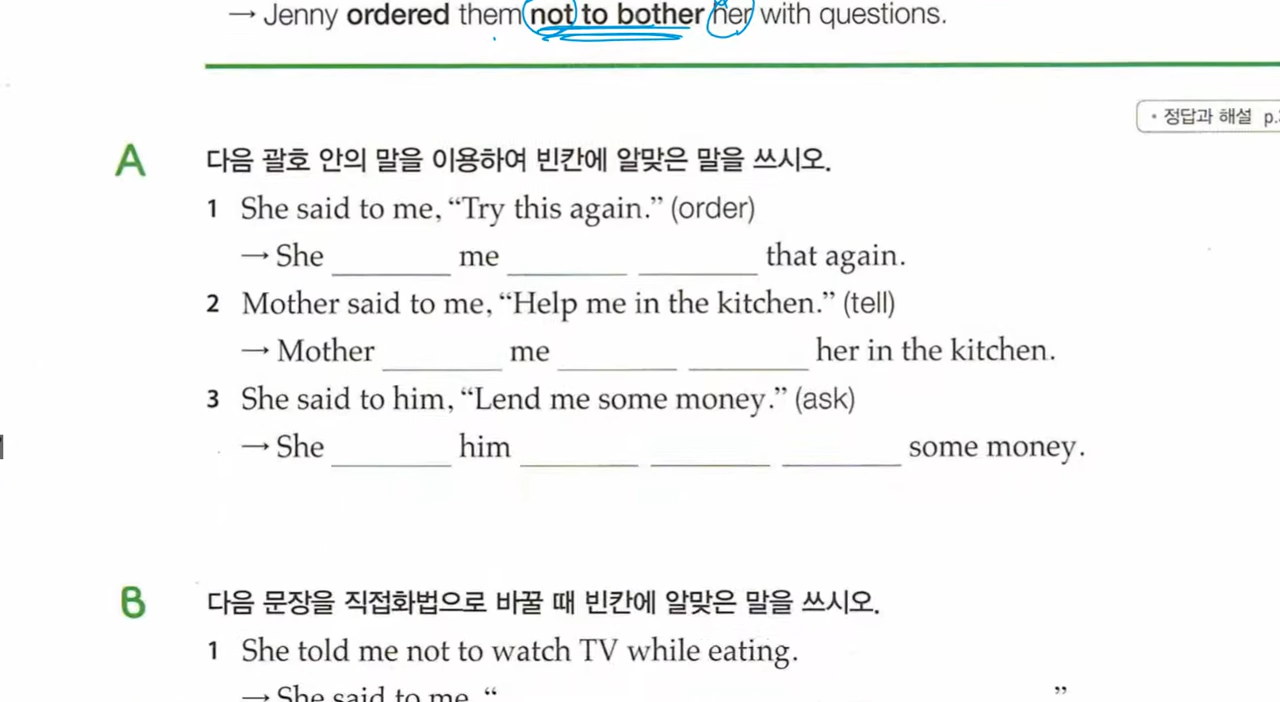 → Jenny ordered them not to bother her with questions.
• 정답과 해설 p.
A 다음 괄호 안의 말을 이용하여 빈칸에 알맞은 말을 쓰시오.
1 She said to me, “Try this again.” (order)
→ She ________ me ________ ________ that again.
2 Mother said to me, “Help me in the kitchen.” (tell)
→ Mother ________ me ________ ________ her in the kitchen.
3 She said to him, “Lend me some money.” (ask)
→ She ________ him ________ ________ ________ some money.
B 다음 문장을 직접화법으로 바꿀 때 빈칸에 알맞은 말을 쓰시오.
1 She told me not to watch TV while eating.
→ She said to me, “ ”